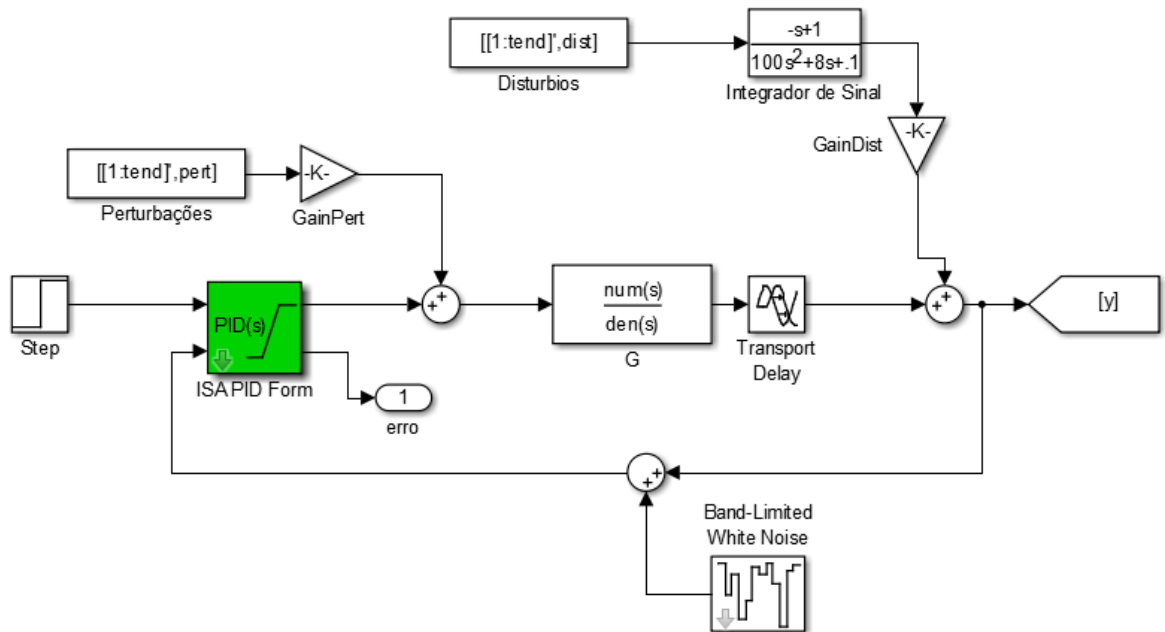 [[1:tend]',dist]
Disturbios
-s+1
100s²+8s+.1
Integrador de Sinal
-K-
GainDist
[[1:tend]',pert]
Perturbações
-K-
GainPert
++
Step
PID(s)
ISA PID Form
1
erro
num(s)
den(s)
G
Transport
Delay
++
[y]
++
Band-Limited
White Noise